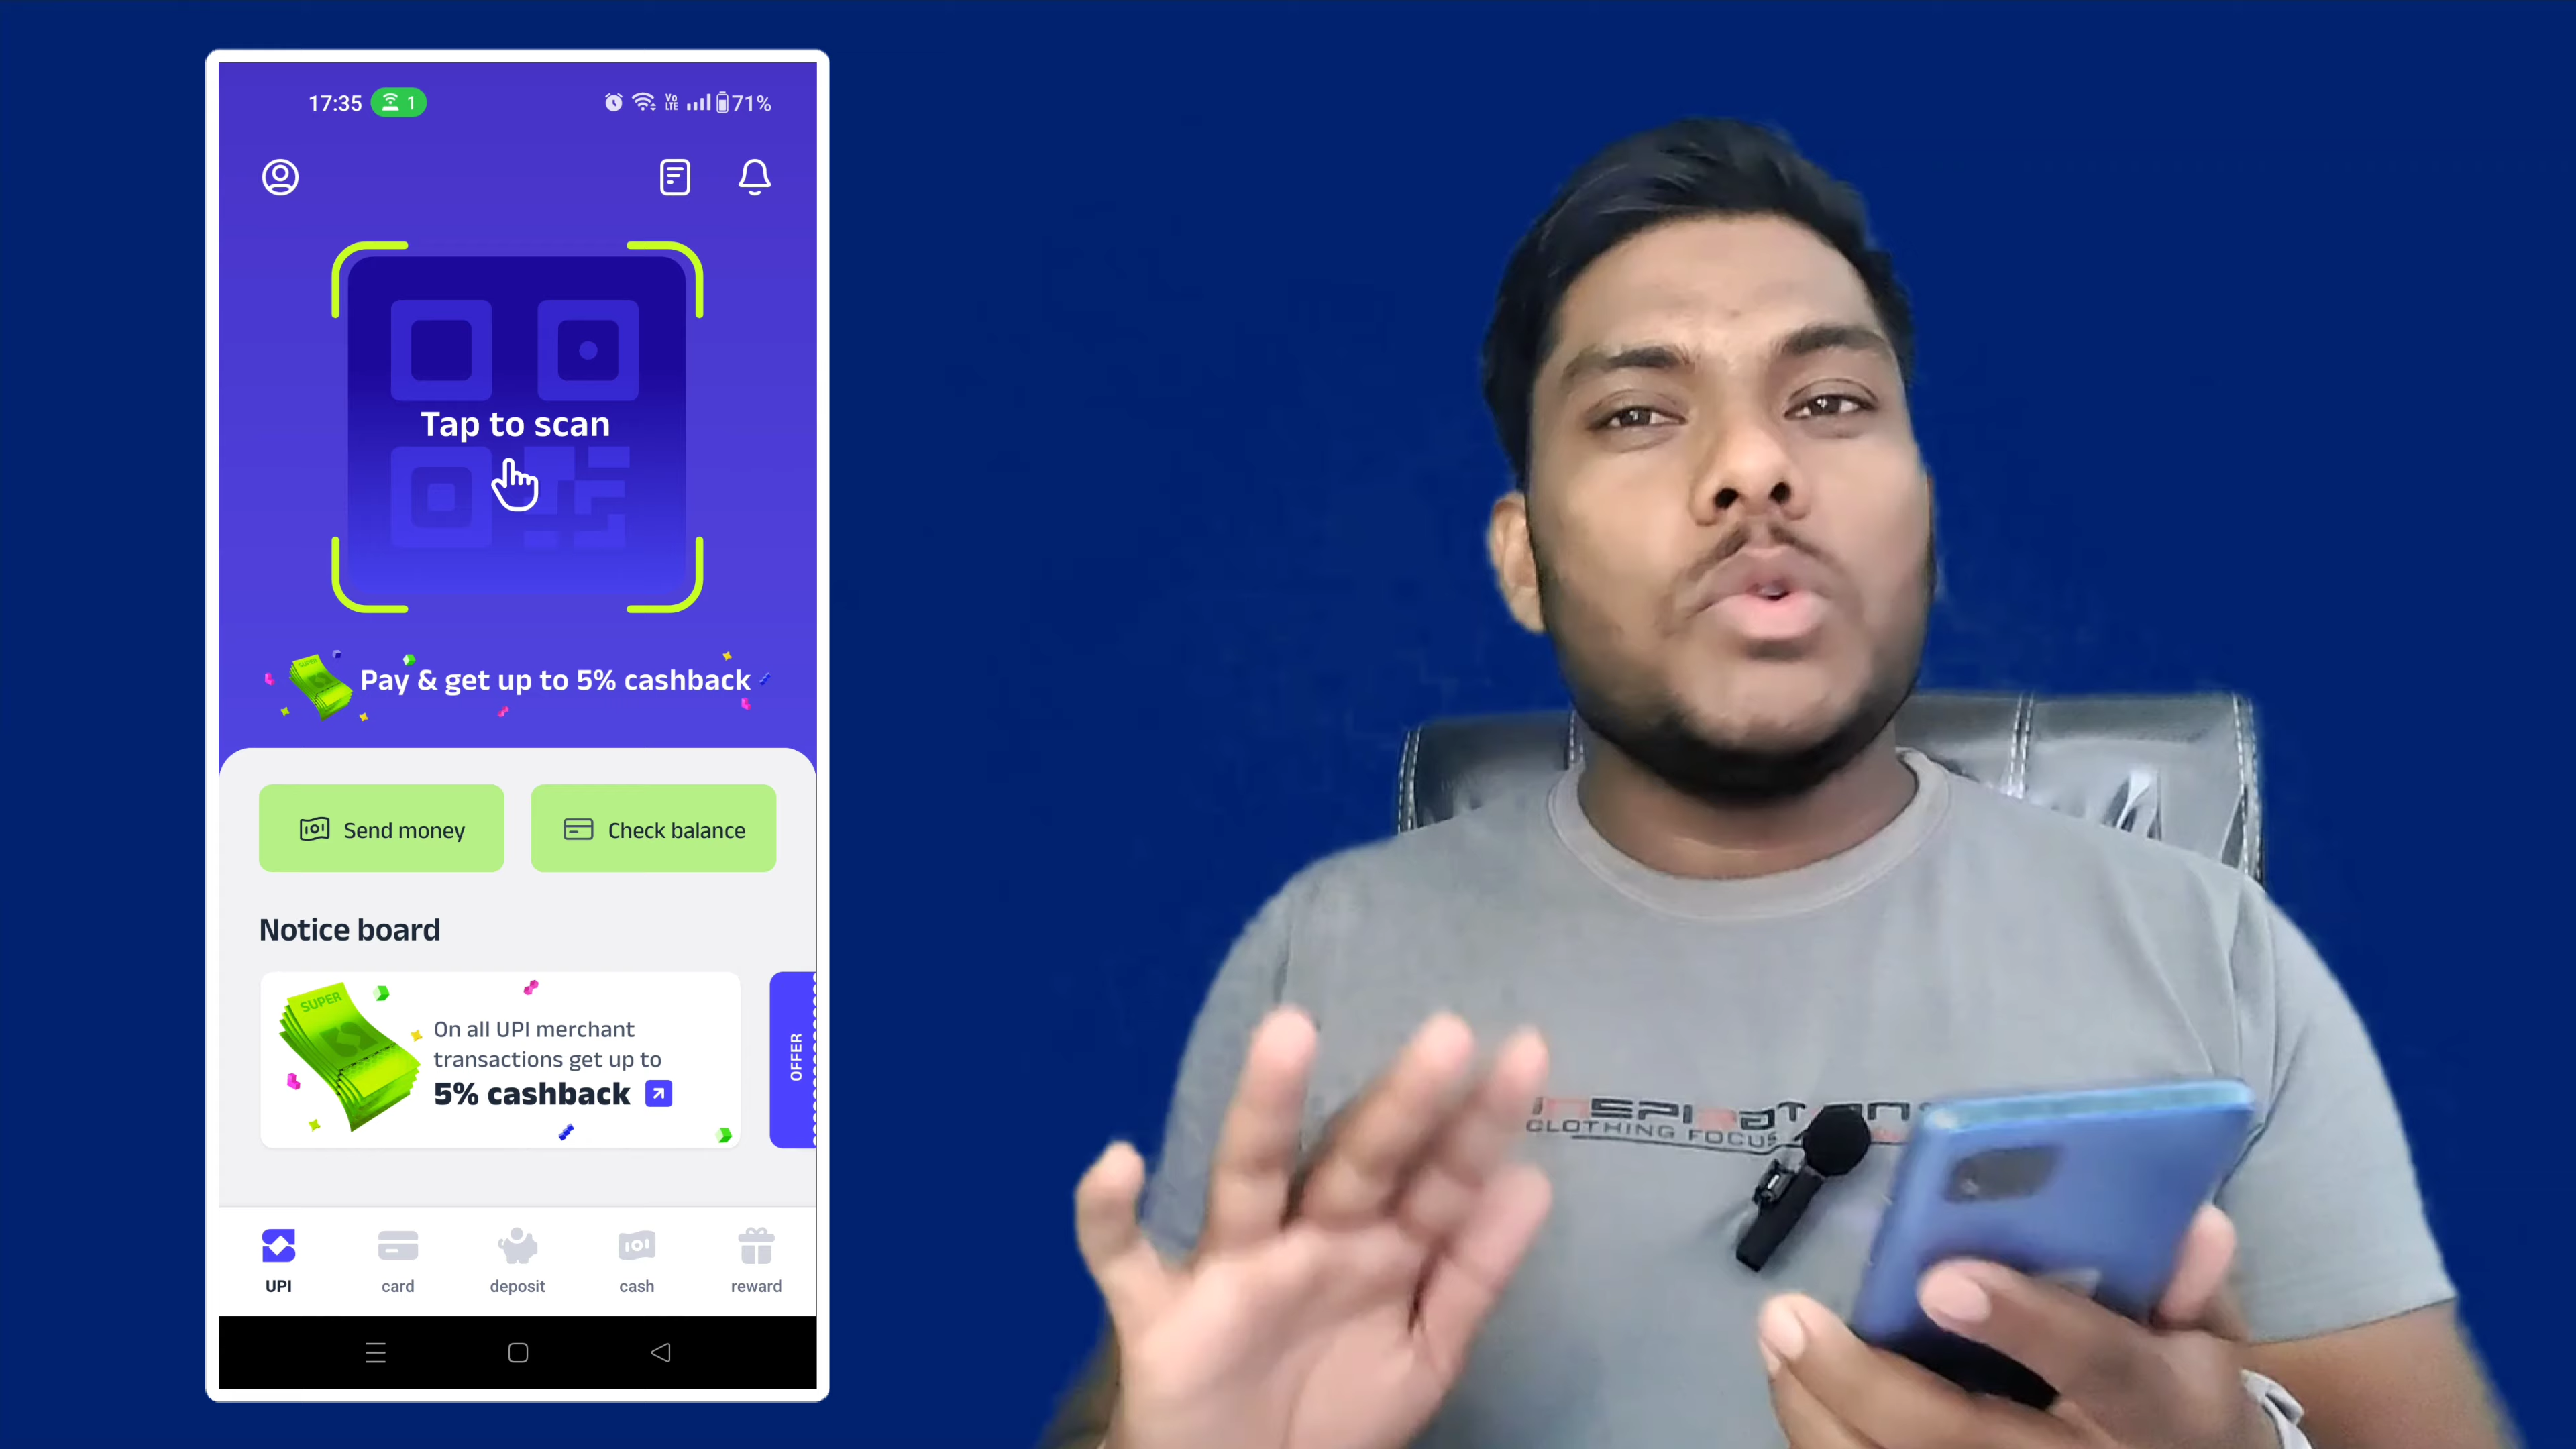 17:35
1
Vo
LTE
71%
Tap to scan
Pay & get up to 5% cashback
Send money
Check balance
Notice board
SUPER
On all UPI merchant
transactions get up to
5% cashback
OFFER
UPI
card
deposit
cash
reward
CLOTHING FOCUS